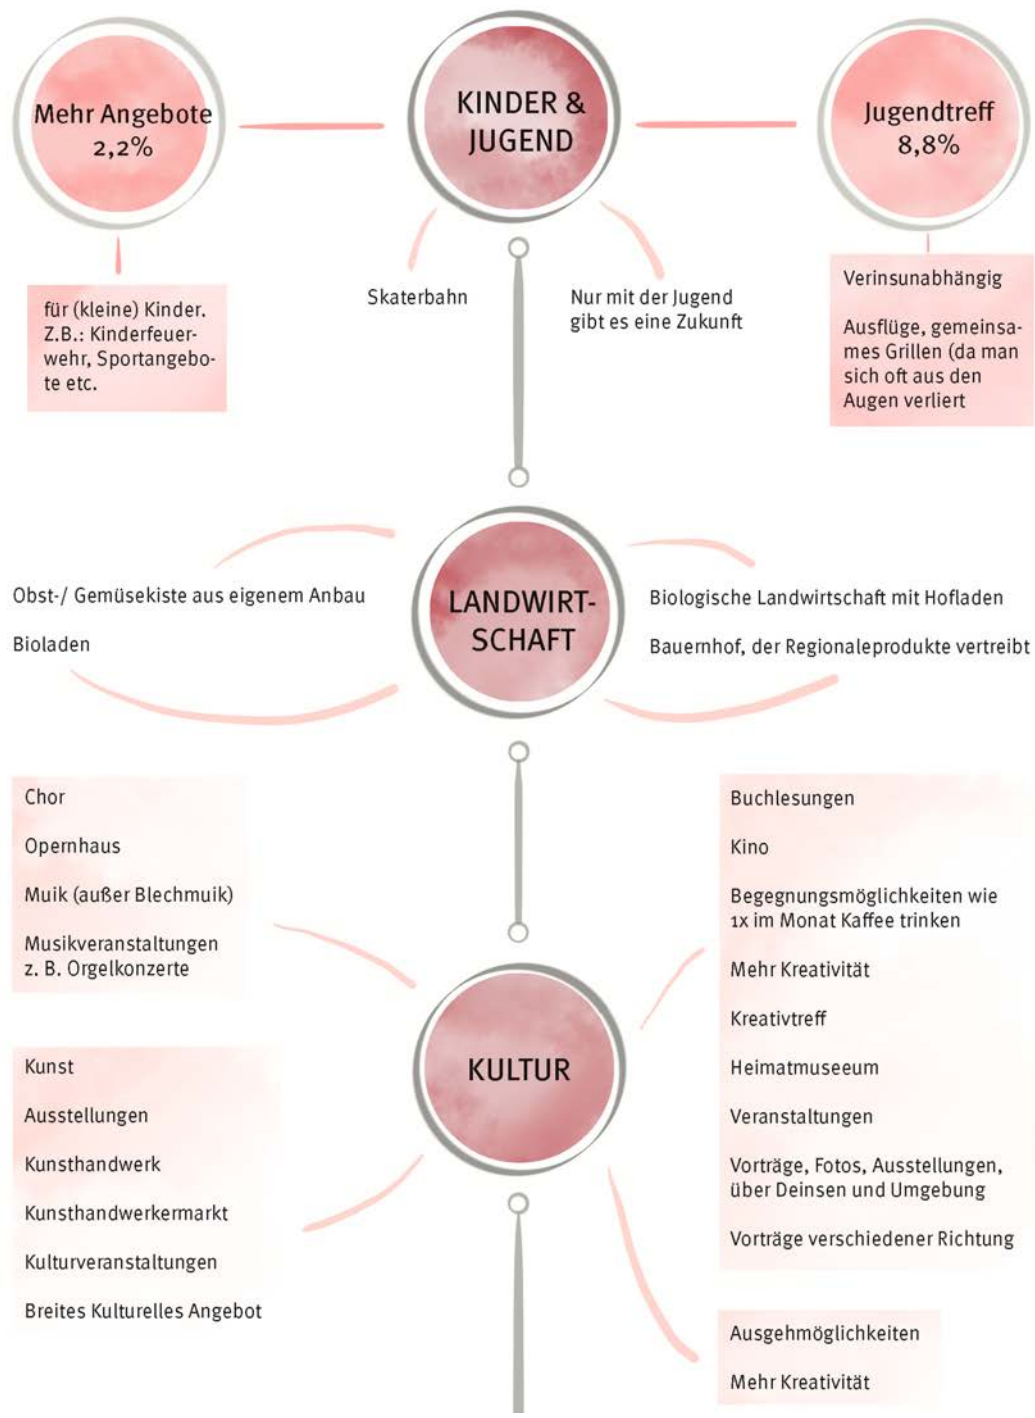 Mehr Angebote
2,2%
KINDER &
JUGEND
Jugendtreff
8,8%
für (kleine) Kinder.
Z.B.: Kinderfeuer-
wehr, Sportangebo-
te etc.
Skaterbahn
Nur mit der Jugend
gibt es eine Zukunft
Verinsunabhängig
Ausflüge, gemeinsa-
mes Grillen (da man
sich oft aus den
Augen verliert
Obst-/ Gemüsekiste aus eigenem Anbau
Bioladen
LANDWIRT-
SCHAFT
Biologische Landwirtschaft mit Hofladen
Bauernhof, der Regionaleprodukte vertreibt
Chor
Opernhaus
Muik (außer Blechmuik)
Musikveranstaltungen
z. B. Orgelkonzerte
Kunst
Ausstellungen
Kunsthandwerk
Kunsthandwerkermarkt
Kulturveranstaltungen
Breites Kulturelles Angebot
KULTUR
Buchlesungen
Kino
Begegnungsmöglichkeiten wie
1x im Monat Kaffee trinken
Mehr Kreativität
Kreativtreff
Heimatmuseeum
Veranstaltungen
Vorträge, Fotos, Ausstellungen,
über Deinsen und Umgebung
Vorträge verschiedener Richtung
Ausgehmöglichkeiten
Mehr Kreativität